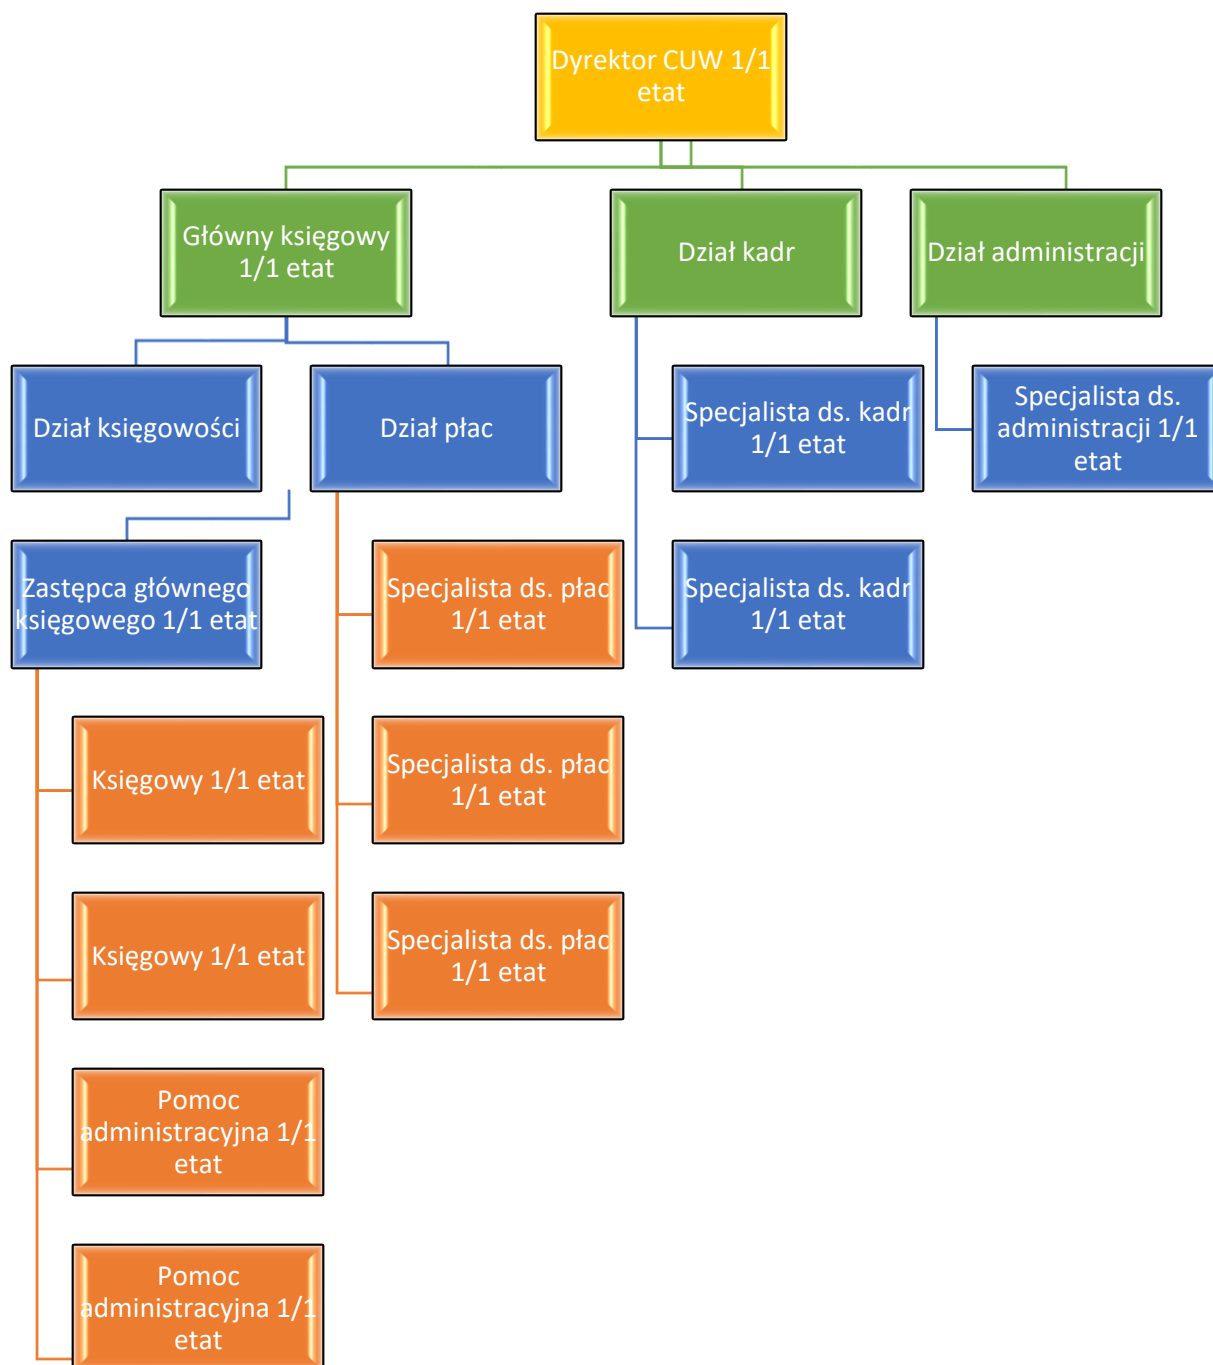 Dyrektor CUW 1/1
etat
Główny księgowy
1/1 etat
Dział kadr
Dział administracji
Dział księgowości
Dział płac
Specjalista ds. kadr
1/1 etat
Specjalista ds.
administracji 1/1
etat
Zastępca głównego
księgowego 1/1 etat
Specjalista ds. płac
1/1 etat
Specjalista ds. kadr
1/1 etat
Księgowy 1/1 etat
Specjalista ds. płac
1/1 etat
Księgowy 1/1 etat
Specjalista ds. płac
1/1 etat
Pomoc
administracyjna 1/1
etat
Pomoc
administracyjna 1/1
etat